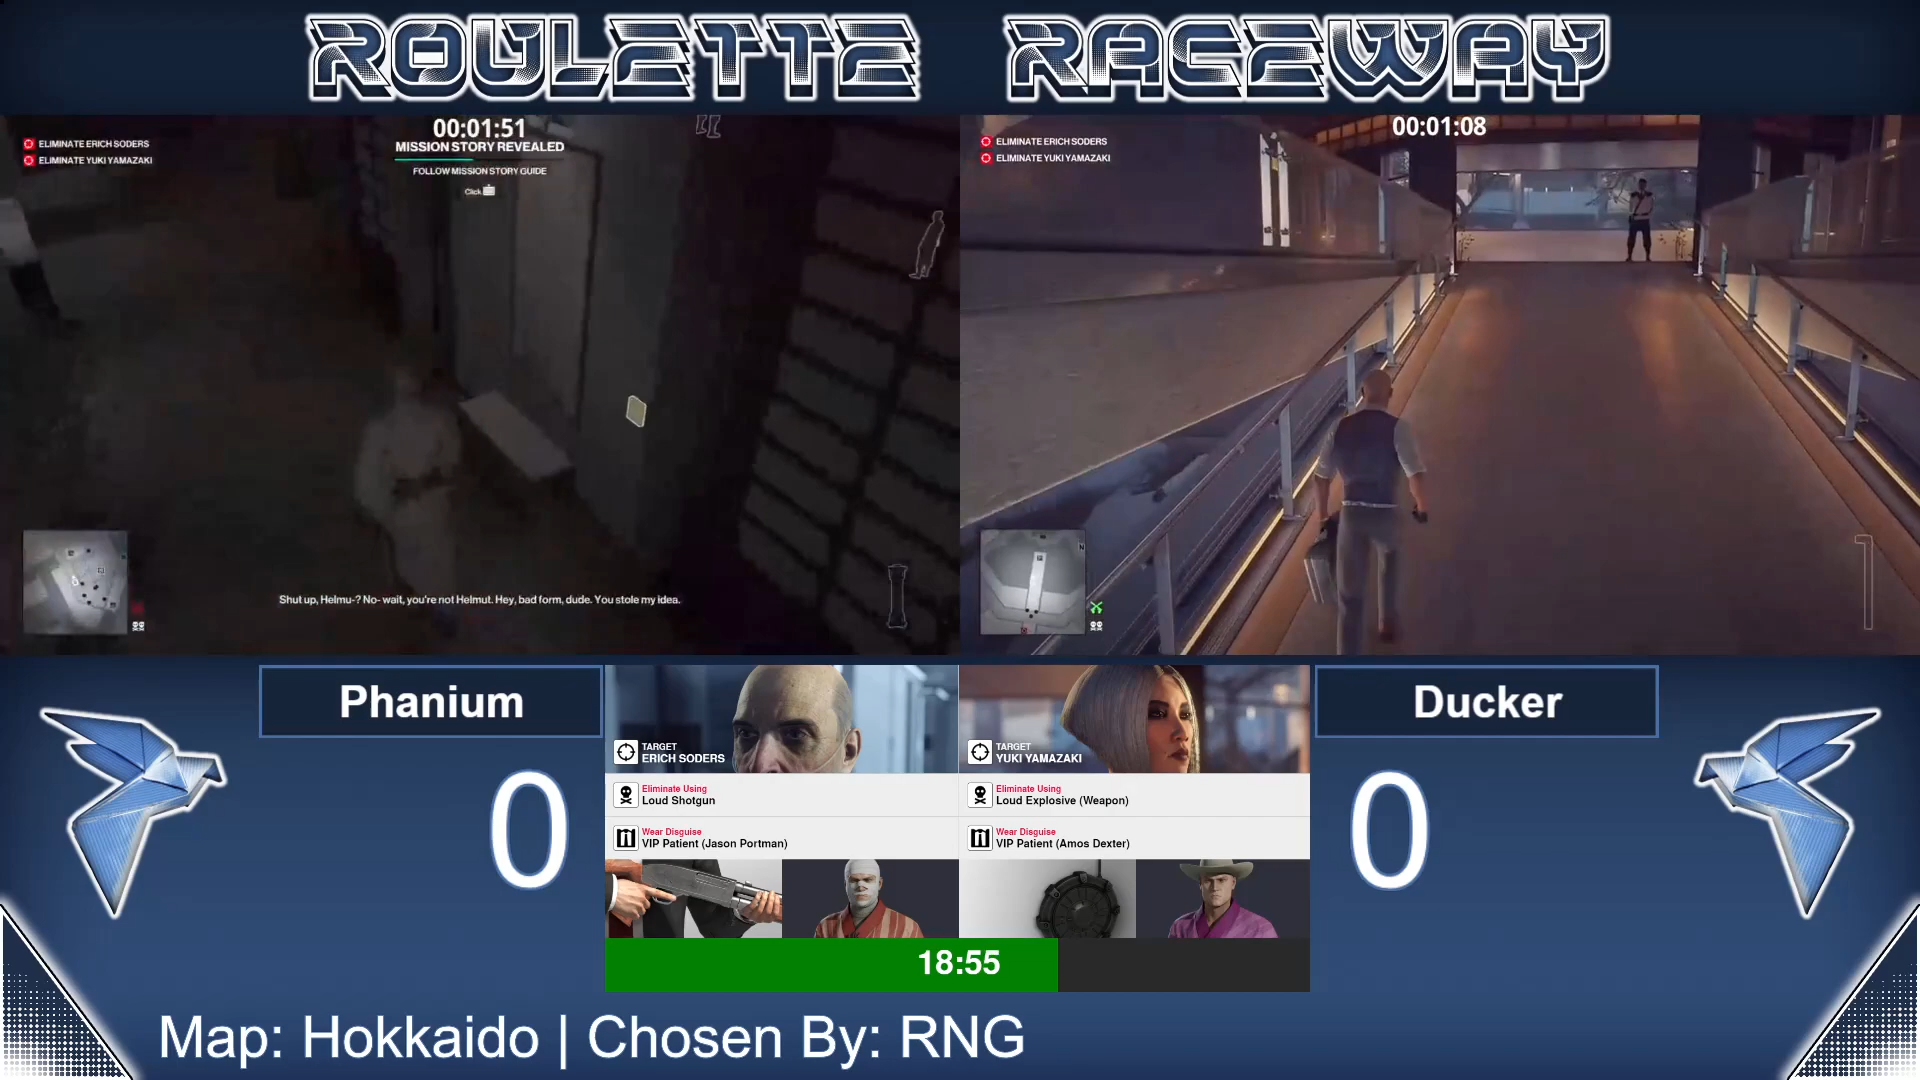 ROULETTE RACEWAY
ELIMINATE ERICH SODERS
ELIMINATE YUKI YAMAZAKI
00:01:51
MISSION STORY REVEALED
FOLLOW MISSION STORY GUIDE
Click
Shut up, Helmu-? No- wait, you're not Helmut. Hey, bad form, dude. You stole my idea.
ELIMINATE ERICH SODERS
ELIMINATE YUKI YAMAZAKI
00:01:08
N
Phanium
0
TARGET
ERICH SODERS
Eliminate Using
Loud Shotgun
Wear Disguise
VIP Patient (Jason Portman)
TARGET
YUKI YAMAZAKI
Eliminate Using
Loud Explosive (Weapon)
Wear Disguise
VIP Patient (Amos Dexter)
18:55
Ducker
0
Map: Hokkaido | Chosen By: RNG